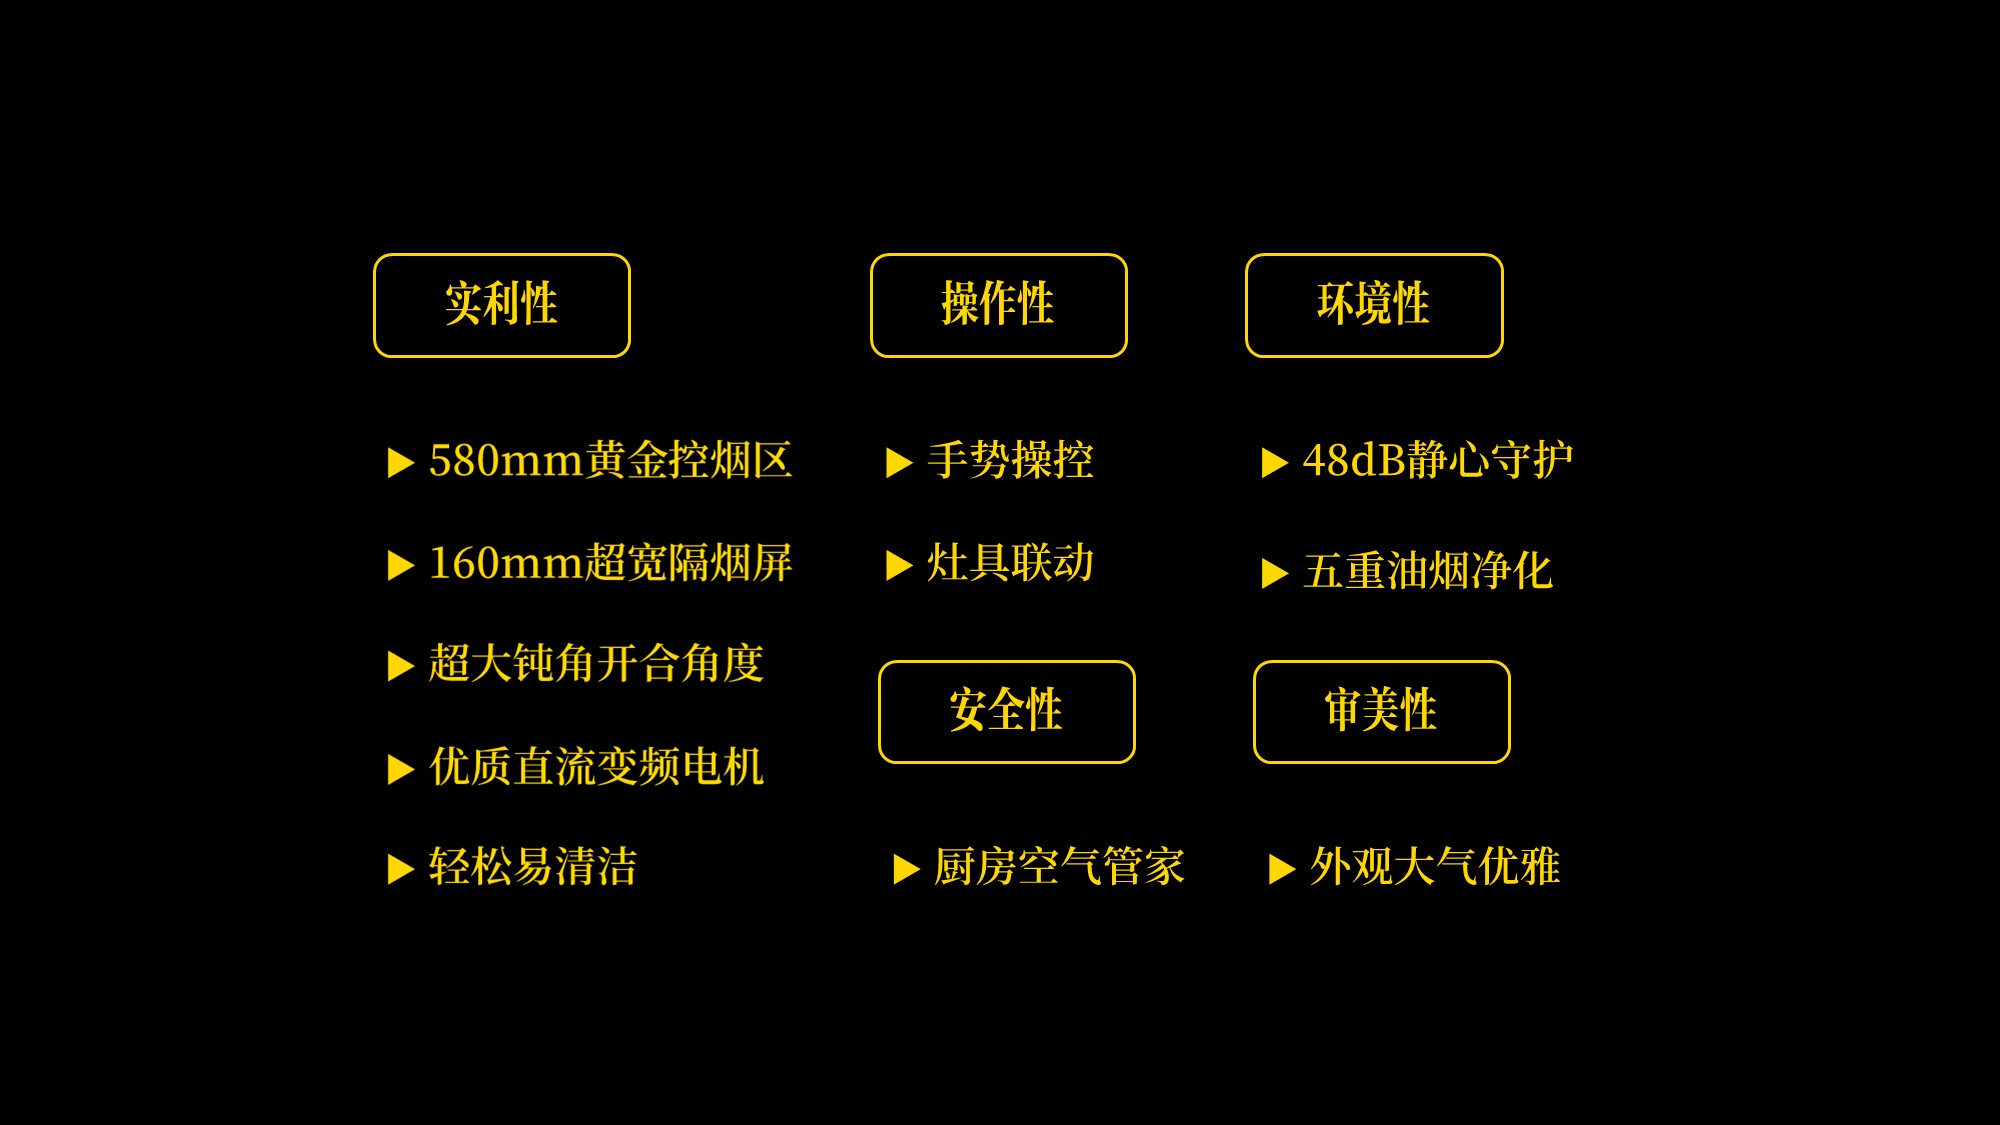 实利性
▶ 580mm黄金控烟区
▶ 160mm超宽隔烟屏
▶ 超大钝角开合角度
▶ 优质直流变频电机
▶ 轻松易清洁
操作性
▶ 手势操控
▶ 灶具联动
环境性
▶ 48dB静心守护
▶ 五重油烟净化
安全性
▶ 厨房空气管家
审美性
▶ 外观大气优雅